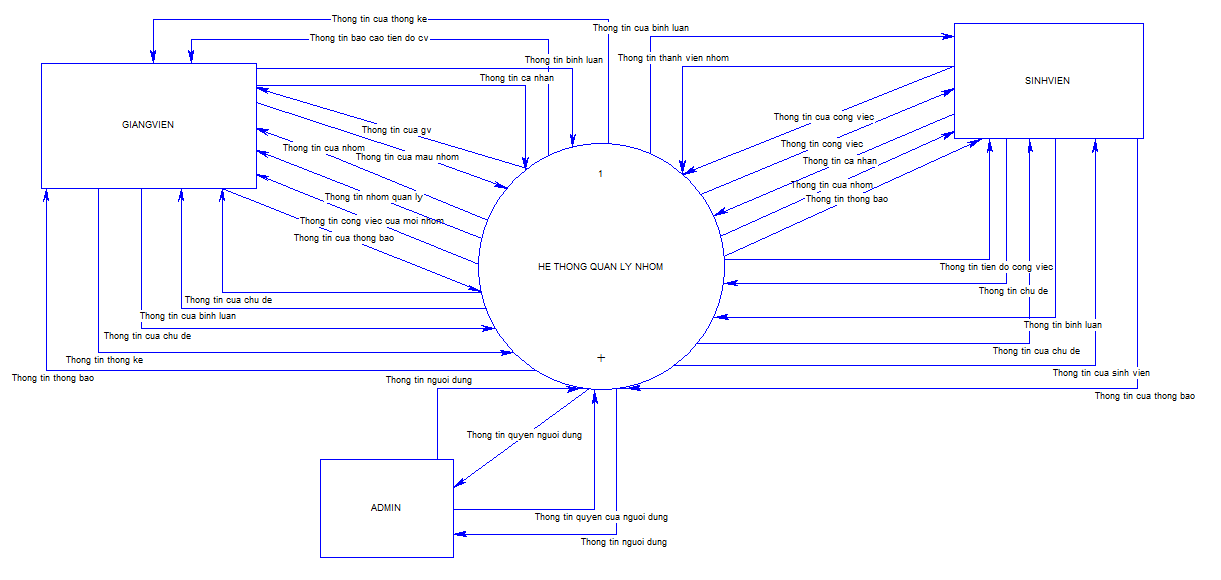 Thong tin cua thong ke
Thong tin cua binh luan
Thong tin bao cao tien do cv
Thong tin binh luan
Thong tin thanh vien nhom
Thong tin ca nhan
SINHVIEN
GIANGVIEN
Thong tin cua cong viec
Thong tin cua gv
Thong tin cong viec
Thong tin cua nhom
Thong tin cua mau nhom
Thong tin ca nhan
1
Thong tin cua nhom
Thong tin nhom quan ly
Thong tin thong bao
Thong tin cong viec cua moi nhom
Thong tin cua thong bao
HE THONG QUAN LY NHOM
Thong tin tien do cong viec
Thong tin chu de
Thong tin cua chu de
Thong tin cua binh luan
Thong tin binh luan
Thong tin cua chu de
Thong tin cua chu de
Thong tin thong ke
+
Thong tin cua sinh vien
Thong tin thong bao
Thong tin nguoi dung
Thong tin cua thong bao
Thong tin quyen nguoi dung
ADMIN
Thong tin quyen cua nguoi dung
Thong tin nguoi dung